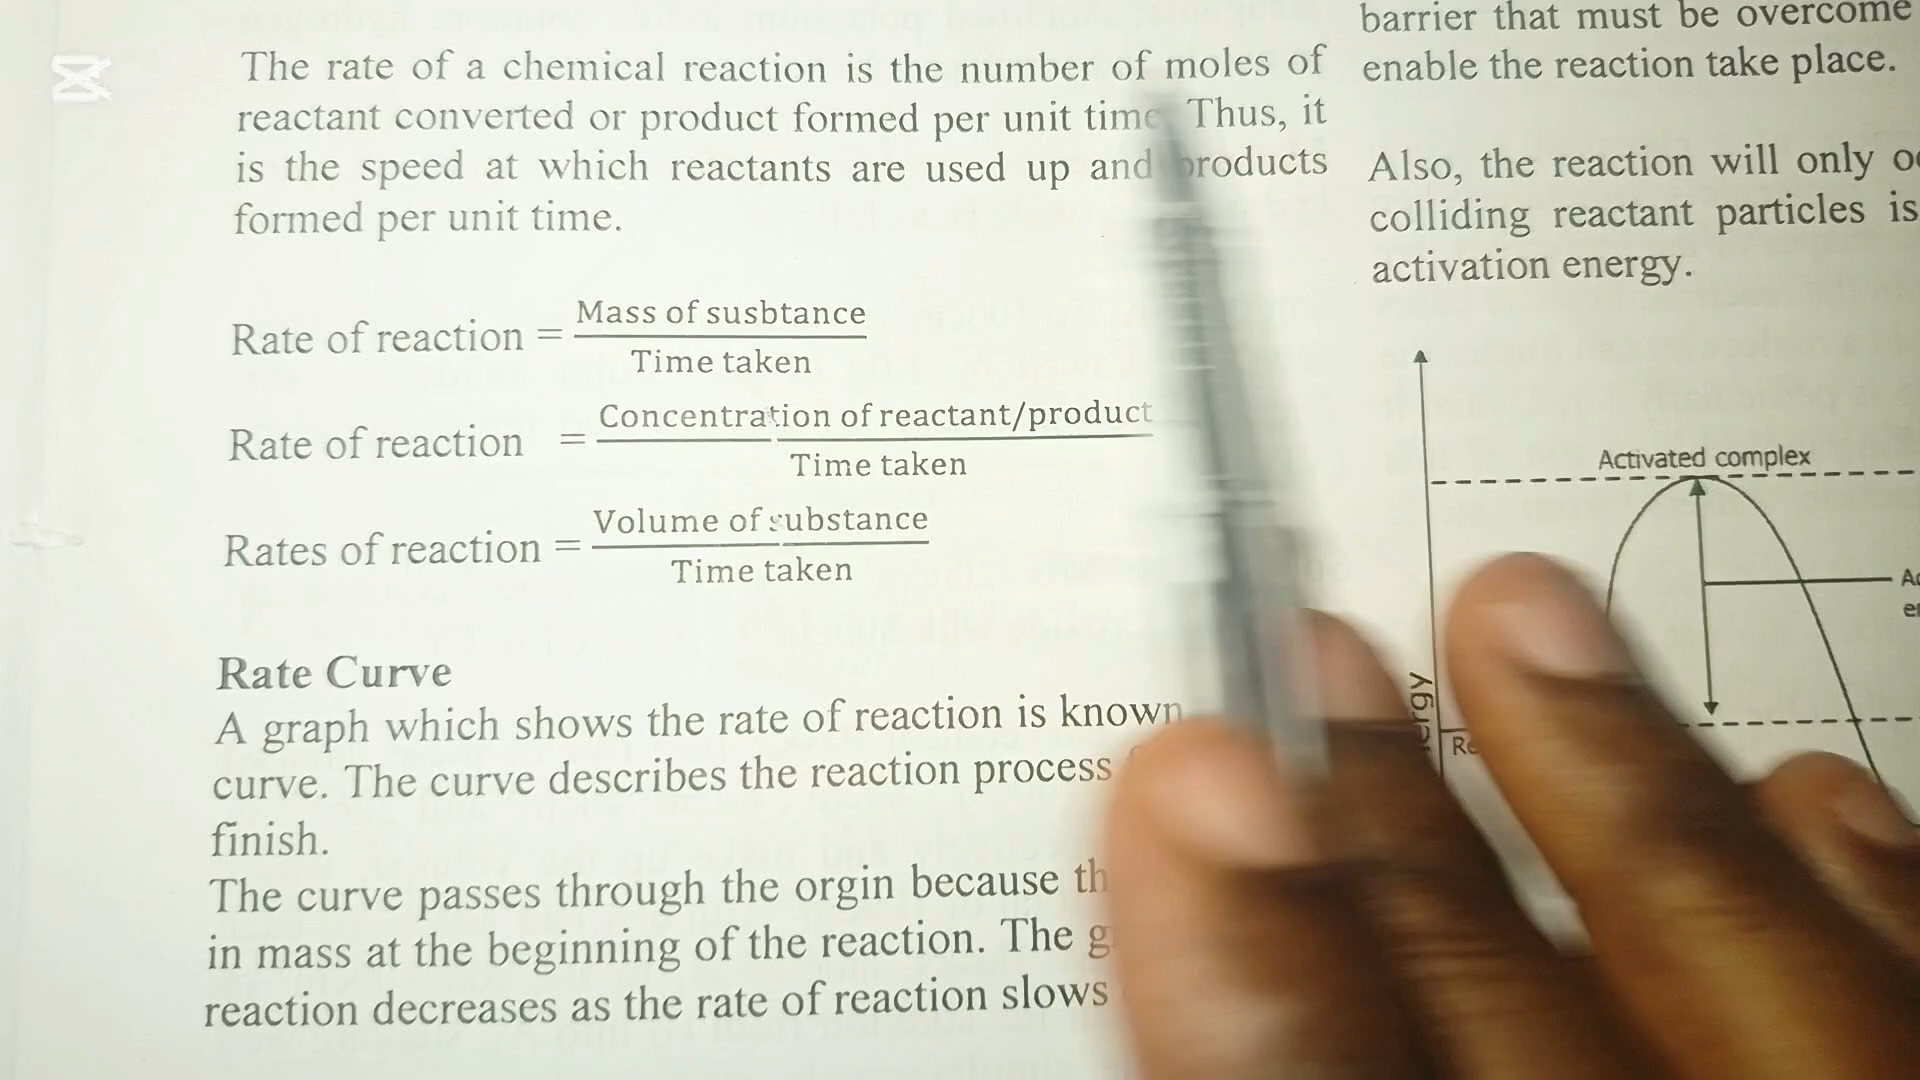 The rate of a chemical reaction is the number of moles of
reactant converted or product formed per unit time. Thus, it
is the speed at which reactants are used up and products
formed per unit time.
Rate of reaction = Mass of susbtance
Time taken
Rate of reaction = Concentration of reactant/product
Time taken
Rates of reaction = Volume of substance
Time taken
Rate Curve
A graph which shows the rate of reaction is known
curve. The curve describes the reaction process
finish.
The curve passes through the orgin because
in mass at the beginning of the reaction. The
reaction decreases as the rate of reaction slows
barrier that must be overcome
enable the reaction take place.
Also, the reaction will only
colliding reactant particles is
activation energy.
Activated complex